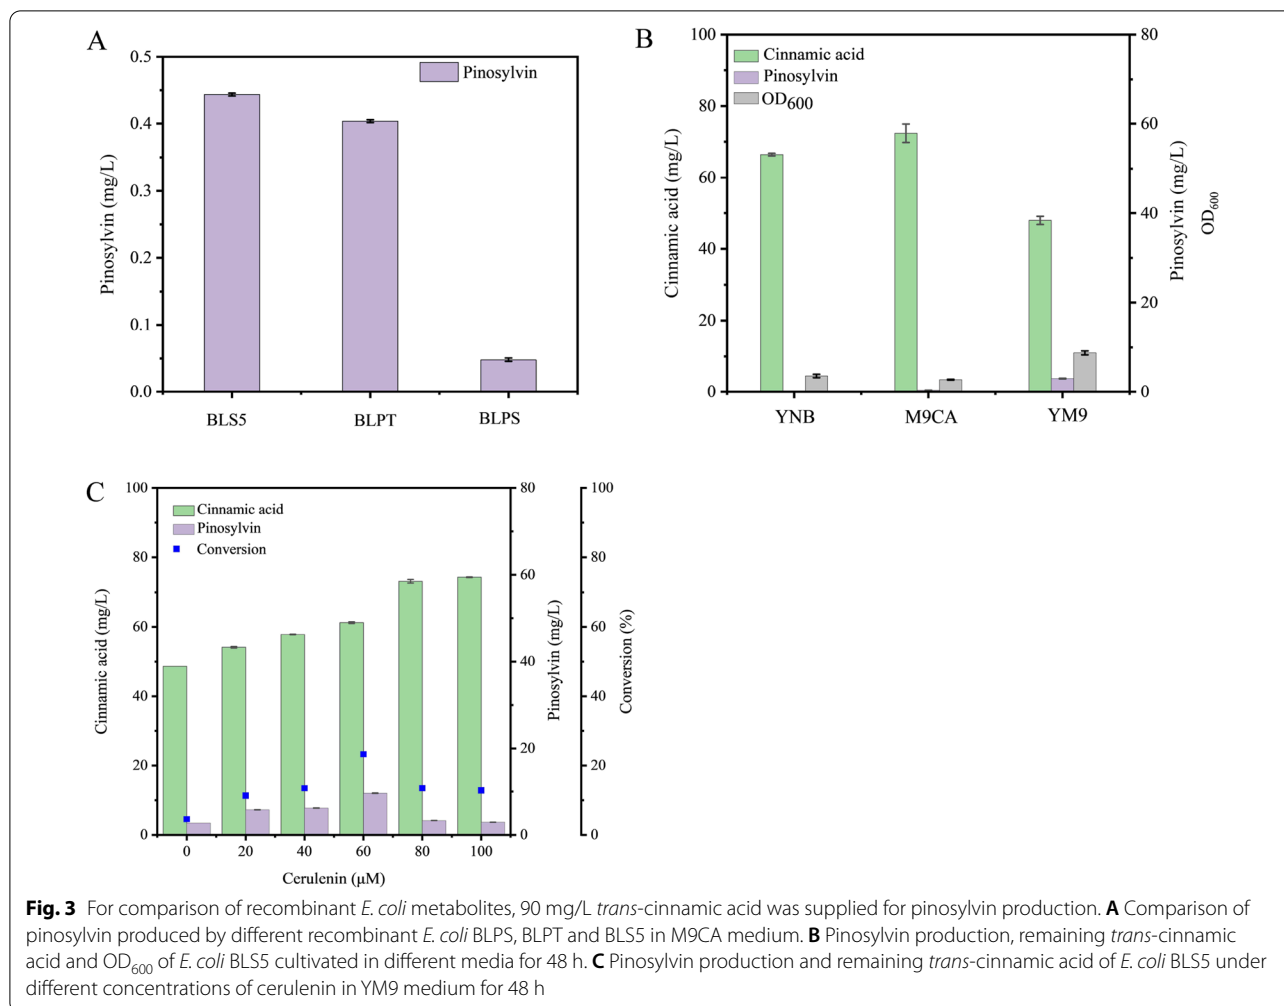 A
0.5
0.4
0.3
0.2
0.1
0.0
Pinosylvin (mg/L)
Pinosylvin
BLS5 BLPT BLPS
B
100
80
60
40
20
0
Cinnamic acid (mg/L)
Cinnamic acid
Pinosylvin
OD600
80
60
40
20
0
Pinosylvin (mg/L)
OD600
YNB M9CA YM9
C
100
80
60
40
20
0
Cinnamic acid (mg/L)
Cinnamic acid
Pinosylvin
Conversion
80
60
40
20
0
Pinosylvin (mg/L)
100
80
60
40
20
0
Conversion (%)
0 20 40 60 80 100
Cerulenin (μM)
Fig. 3 For comparison of recombinant E. coli metabolites, 90 mg/L trans-cinnamic acid was supplied for pinosylvin production. A Comparison of
pinosylvin produced by different recombinant E. coli BLPS, BLPT and BLS5 in M9CA medium. B Pinosylvin production, remaining trans-cinnamic
acid and OD600 of E. coli BLS5 cultivated in different media for 48 h. C Pinosylvin production and remaining trans-cinnamic acid of E. coli BLS5 under
different concentrations of cerulenin in YM9 medium for 48 h